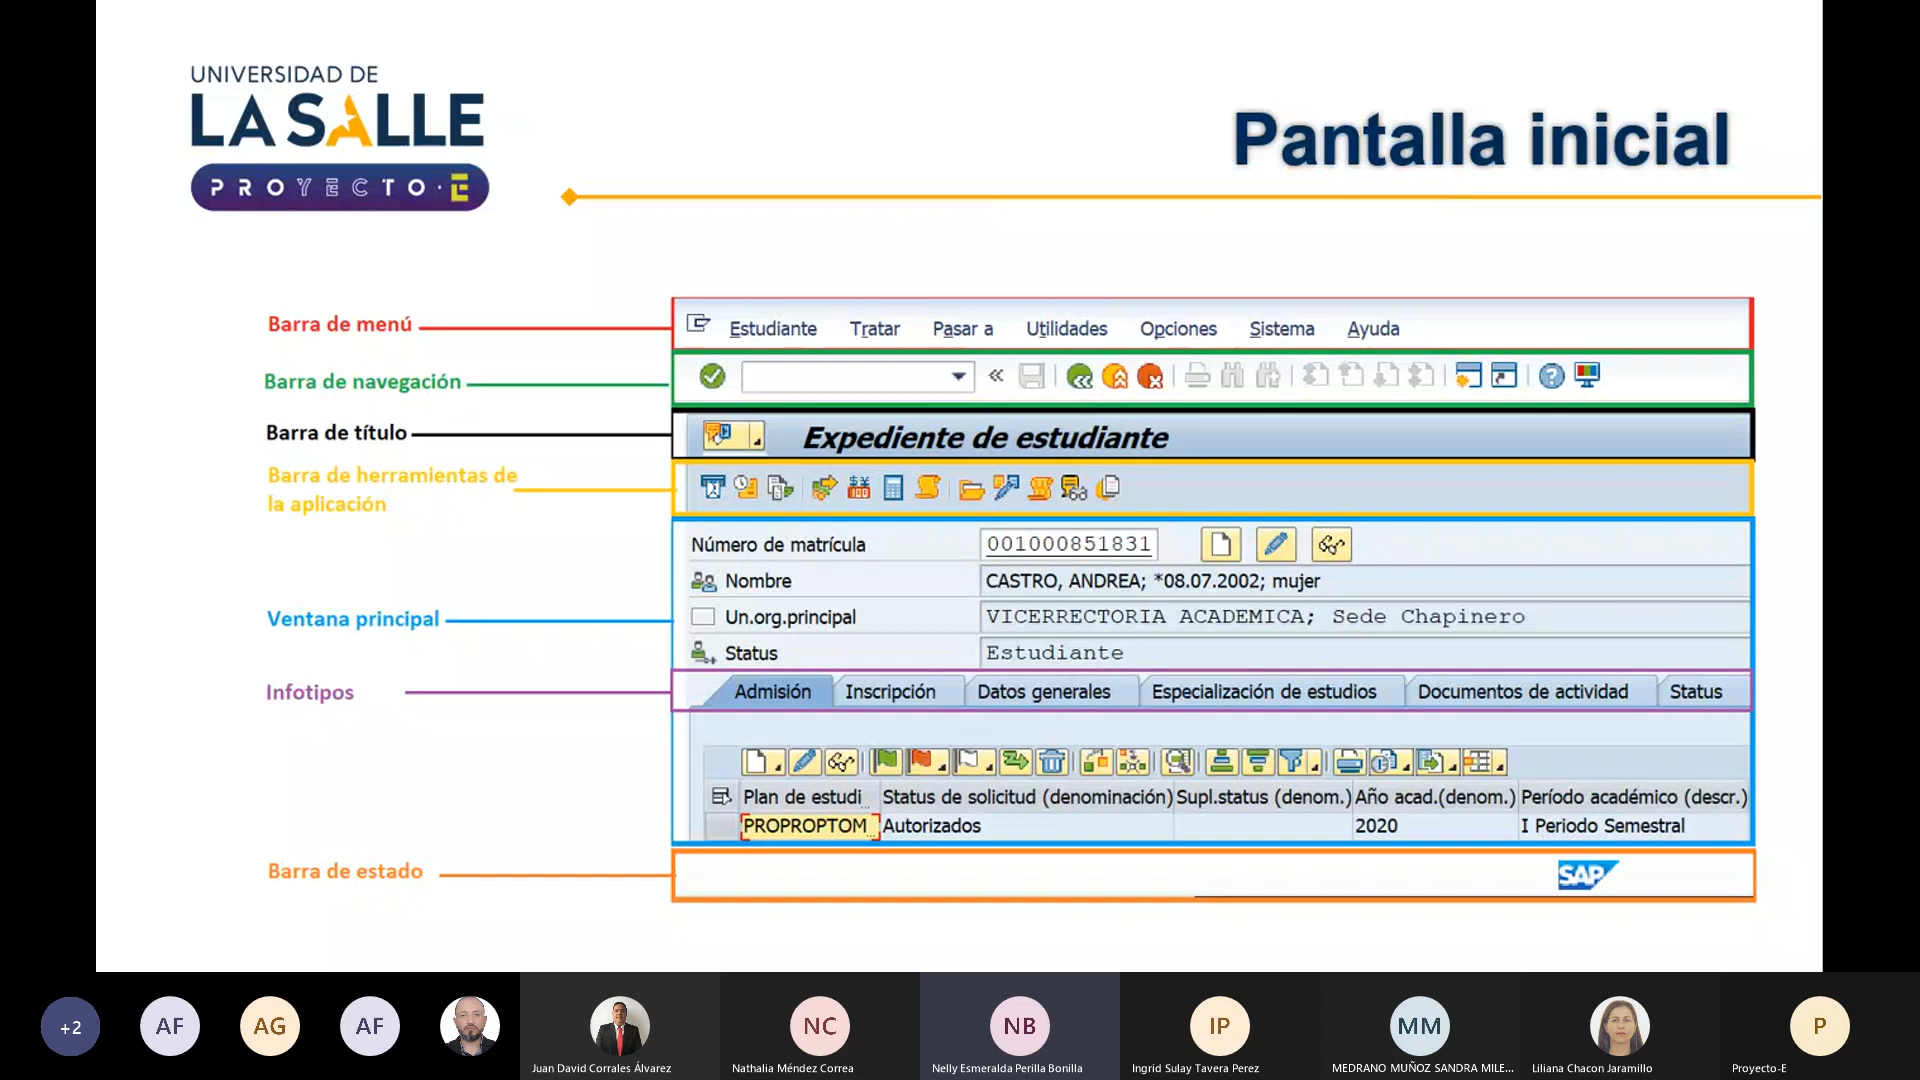 UNIVERSIDAD DE
LA SALLE
PROYECTO·E
Pantalla inicial
Barra de menú
Estudiante Tratar Pasar a Utilidades Opciones Sistema Ayuda
Barra de navegación
Barra de título
Expediente de estudiante
Barra de herramientas de
la aplicación
Número de matrícula 001000851831
Nombre CASTRO, ANDREA; *08.07.2002; mujer
Ventana principal
Un.org.principal VICERRECTORIA ACADEMICA; Sede Chapinero
Status Estudiante
Infotipos
Admisión Inscripción Datos generales Especialización de estudios Documentos de actividad Status
Plan de estudi... Status de solicitud (denominación) Supl.status (denom.) Año acad.(denom.) Período académico (descr.)
PROPROPTOM... Autorizados 2020 I Periodo Semestral
Barra de estado
SAP
+2 AF AG AF NC NB IP MM P
Juan David Corrales Álvarez Nathalia Méndez Correa Nelly Esmeralda Perilla Bonilla Ingrid Sulay Tavera Perez MEDRANO MUÑOZ SANDRA MILE... Liliana Chacon Jaramillo Proyecto-E